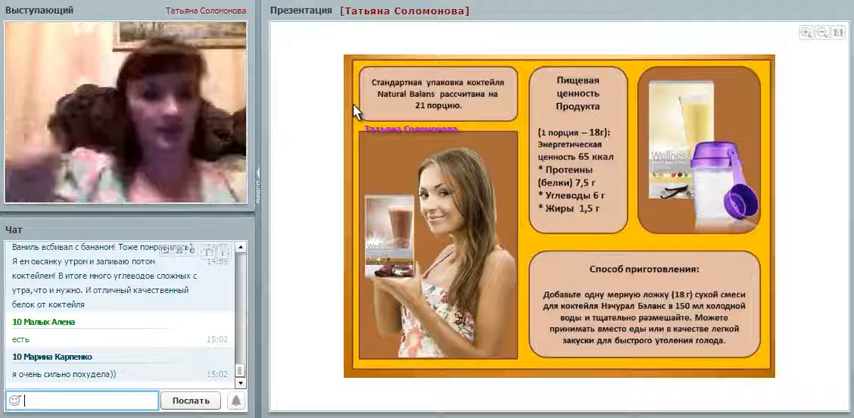 Выступающий
Татьяна Соломонова
Чат
Ваниль взбивал с бананом! Тоже понравилось)
Я ем овсянку утром и запиваю потом
14:59
коктейлем! В итоге много углеводов сложных с
утра,что и нужно. И отличный качественный
белок от коктейля
10 Малых Алена
есть
15:02
10 Марина Карпенко
я очень сильно похудела))
15:02
Послать
Презентация [Татьяна Соломонова]
Стандартная упаковка коктейля
Natural Balans рассчитана на
21 порцию.
Татьяна Соломонова
Пищевая
ценность
Продукта
(1 порция – 18г):
Энергетическая
ценность 65 ккал
* Протеины
(белки) 7,5 г
* Углеводы 6 г
* Жиры 1,5 г
Wellness
Способ приготовления:
Добавьте одну мерную ложку (18 г) сухой смеси
для коктейля Нэчурал Бэланс в 150 мл холодной
воды и тщательно размешайте. Можете
принимать вместо еды или в качестве легкой
закуски для быстрого утоления голода.